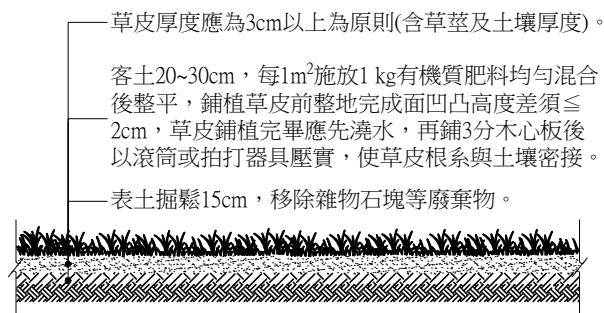 草皮厚度應為3cm以上為原則(含草莖及土壤厚度)。
客土20~30cm，每1m²施放1 kg有機質肥料均勻混合
後整平，鋪植草皮前整地完成面凹凸高度差須≦
2cm，草皮鋪植完畢應先澆水，再鋪3分木心板後
以滾筒或拍打器具壓實，使草皮根系與土壤密接。
表土掘鬆15cm，移除雜物石塊等廢棄物。